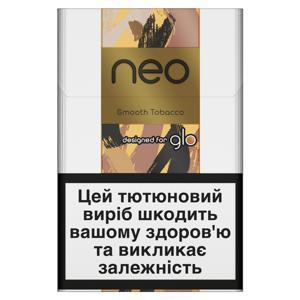 neo
Smooth Tobacco
designed for glo
Цей тютюновий
виріб шкодить
вашому здоров'ю
та викликає
залежність